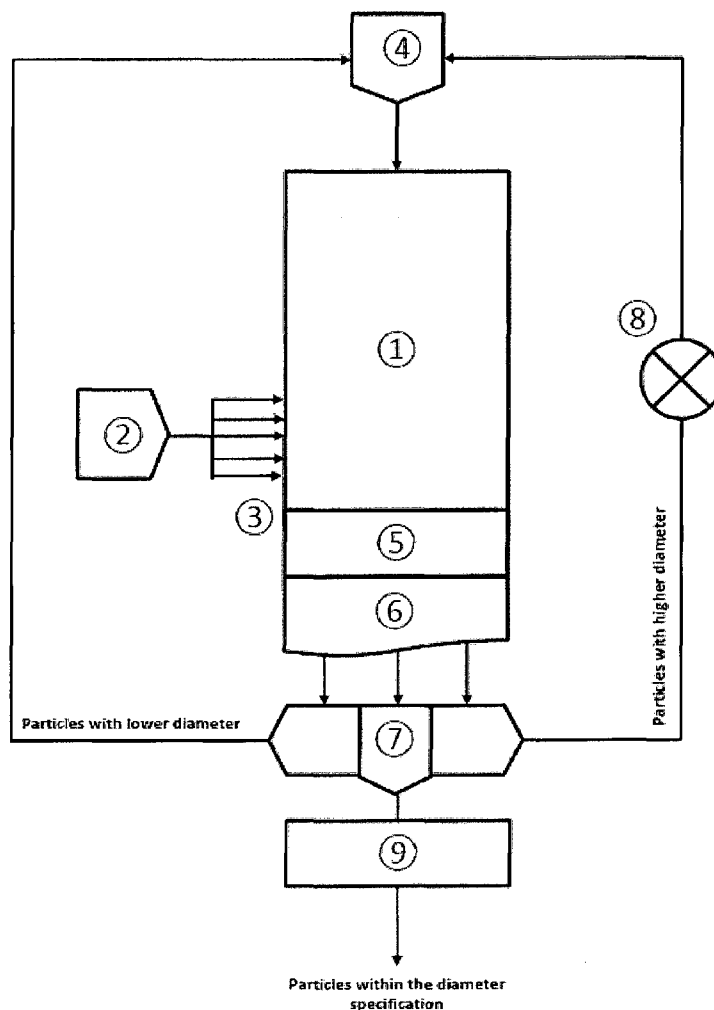 ④
①
⑧
②
③
⑤
⑥
Particles with higher diameter
Particles with lower diameter
⑦
⑨
Particles within the diameter
specification